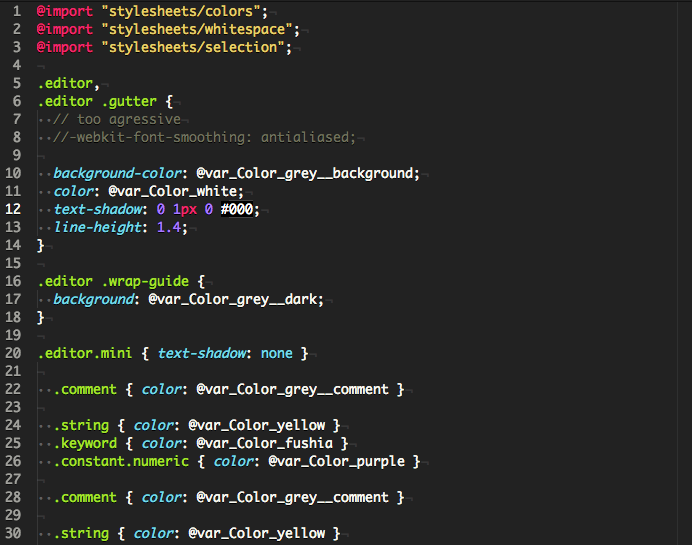 1 @import "stylesheets/colors";
2 @import "stylesheets/whitespace";
3 @import "stylesheets/selection";
4
5 .editor,
6 .editor .gutter {
7 // too agressive
8 //-webkit-font-smoothing: antialiased;
9
10 background-color: @var_Color_grey__background;
11 color: @var_Color_white;
12 text-shadow: 0 1px 0 #000;
13 line-height: 1.4;
14 }
15
16 .editor .wrap-guide {
17 background: @var_Color_grey__dark;
18 }
19
20 .editor.mini { text-shadow: none }
21
22 .comment { color: @var_Color_grey__comment }
23
24 .string { color: @var_Color_yellow }
25 .keyword { color: @var_Color_fushia }
26 .constant.numeric { color: @var_Color_purple }
27
28 .comment { color: @var_Color_grey__comment }
29
30 .string { color: @var_Color_yellow }